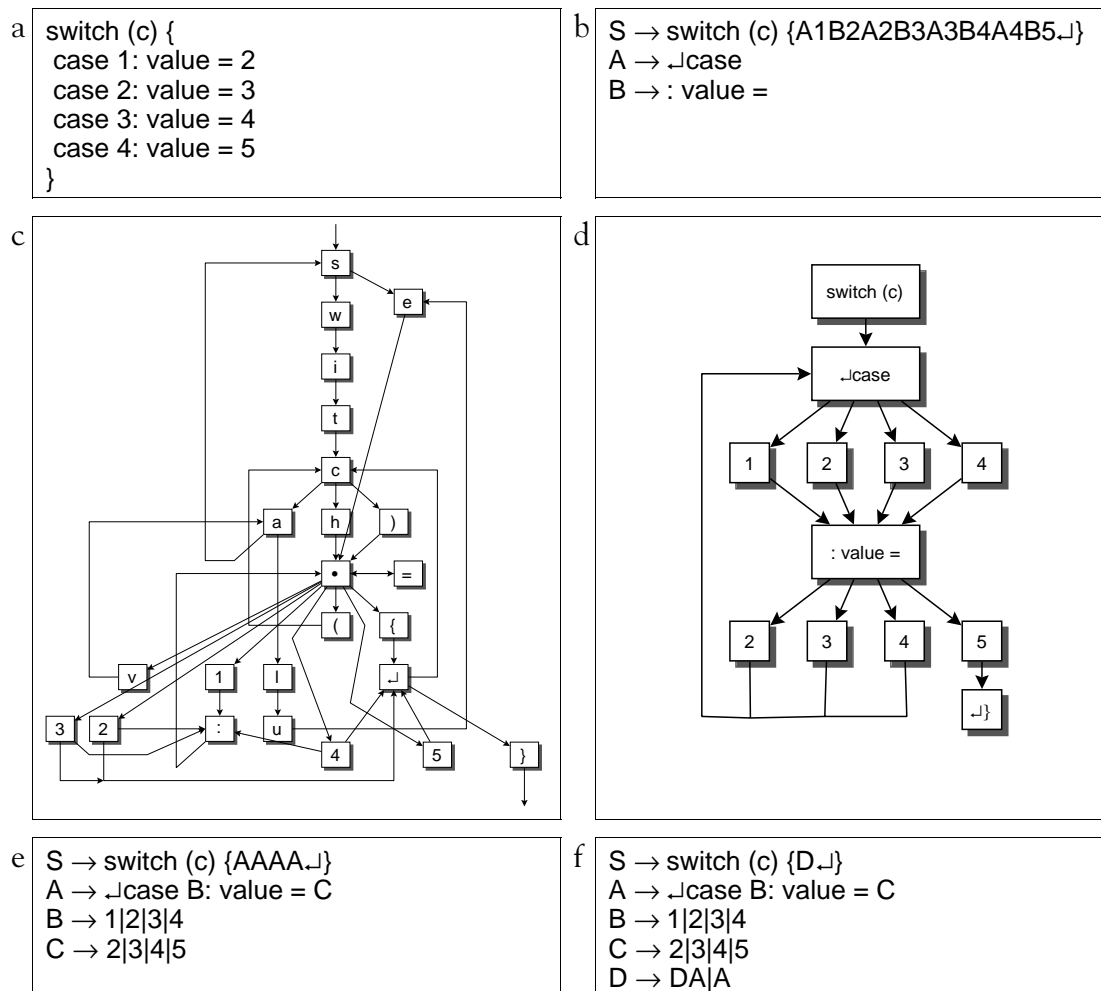 a
switch (c) {
case 1: value = 2
case 2: value = 3
case 3: value = 4
case 4: value = 5
}
b
S → switch (c) {A1B2A2B3A3B4A4B5↵}
A → ↵case
B → : value =
c
s
e
w
i
t
c
a h )
• =
( {
v 1 l ↵
3 2 : u 4 5 }
d
switch (c)
↵case
1 2 3 4
: value =
2 3 4 5
↵}
e
S → switch (c) {AAAA↵}
A → ↵case B: value = C
B → 1|2|3|4
C → 2|3|4|5
f
S → switch (c) {D↵}
A → ↵case B: value = C
B → 1|2|3|4
C → 2|3|4|5
D → DA|A